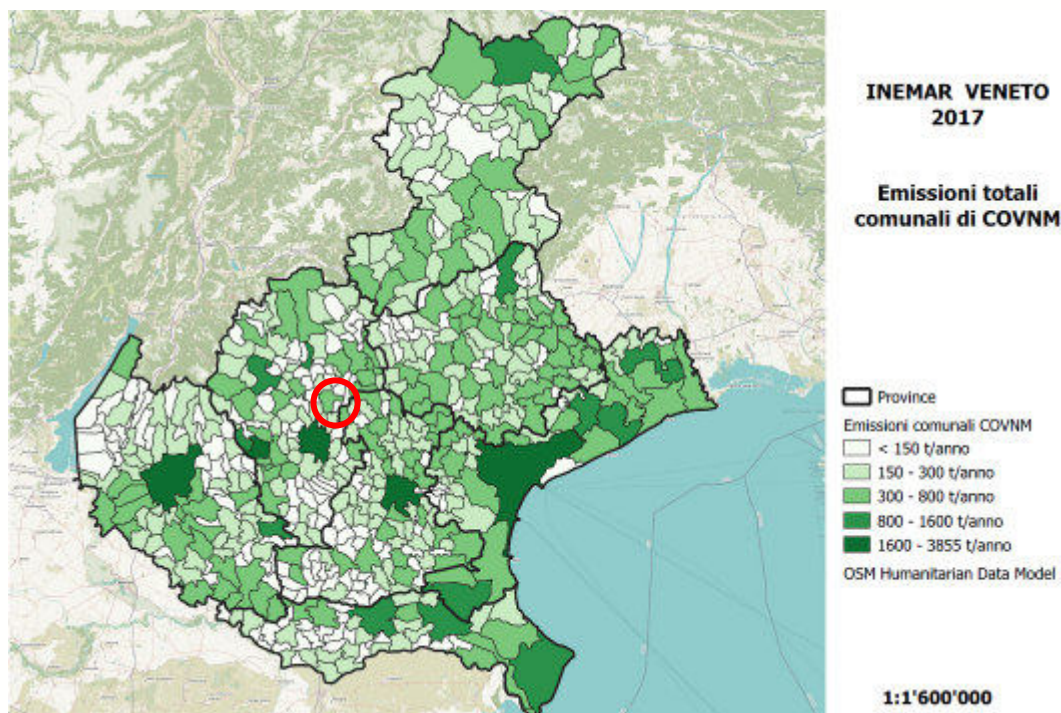 INEMAR VENETO
2017
Emissioni totali
comunali di COVNM
Province
Emissioni comunali COVNM
< 150 t/anno
150 - 300 t/anno
300 - 800 t/anno
800 - 1600 t/anno
1600 - 3855 t/anno
OSM Humanitarian Data Model
1:1'600'000